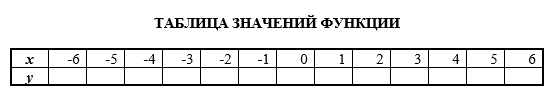 ТАБЛИЦА ЗНАЧЕНИЙ ФУНКЦИИ
x -6 -5 -4 -3 -2 -1 0 1 2 3 4 5 6
y